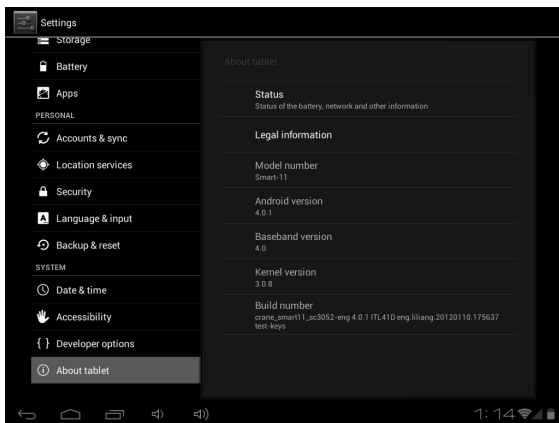 Settings
Storage
Battery
Apps
PERSONAL
Accounts & sync
Location services
Security
Language & input
Backup & reset
SYSTEM
Date & time
Accessibility
Developer options
About tablet
About tablet
Status
Status of the battery, network and other information
Legal information
Model number
Smart-11
Android version
4.0.1
Baseband version
4.0
Kernel version
3.0.8
Build number
crane_smart11_sc3052-eng 4.0.1 ITL41D eng.liliang.20120110.175637
test-keys
1:14